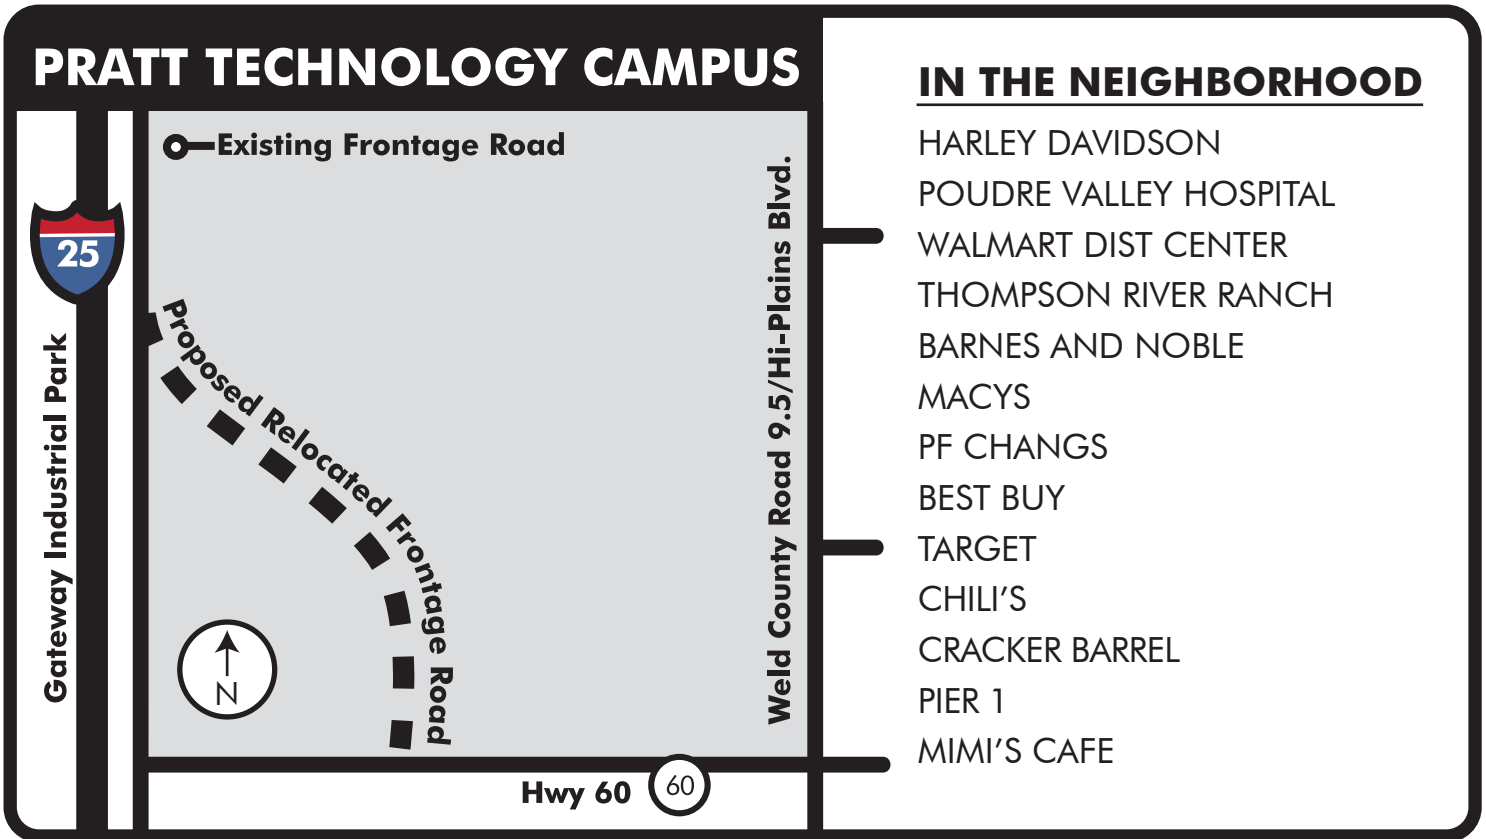 PRATT TECHNOLOGY CAMPUS
Existing Frontage Road
25
Gateway Industrial Park
Proposed Relocated Frontage Road
Weld County Road 9.5/Hi-Plains Blvd.
N
Hwy 60
60
IN THE NEIGHBORHOOD
HARLEY DAVIDSON
POUDRE VALLEY HOSPITAL
WALMART DIST CENTER
THOMPSON RIVER RANCH
BARNES AND NOBLE
MACYS
PF CHANGS
BEST BUY
TARGET
CHILI’S
CRACKER BARREL
PIER 1
MIMI’S CAFE